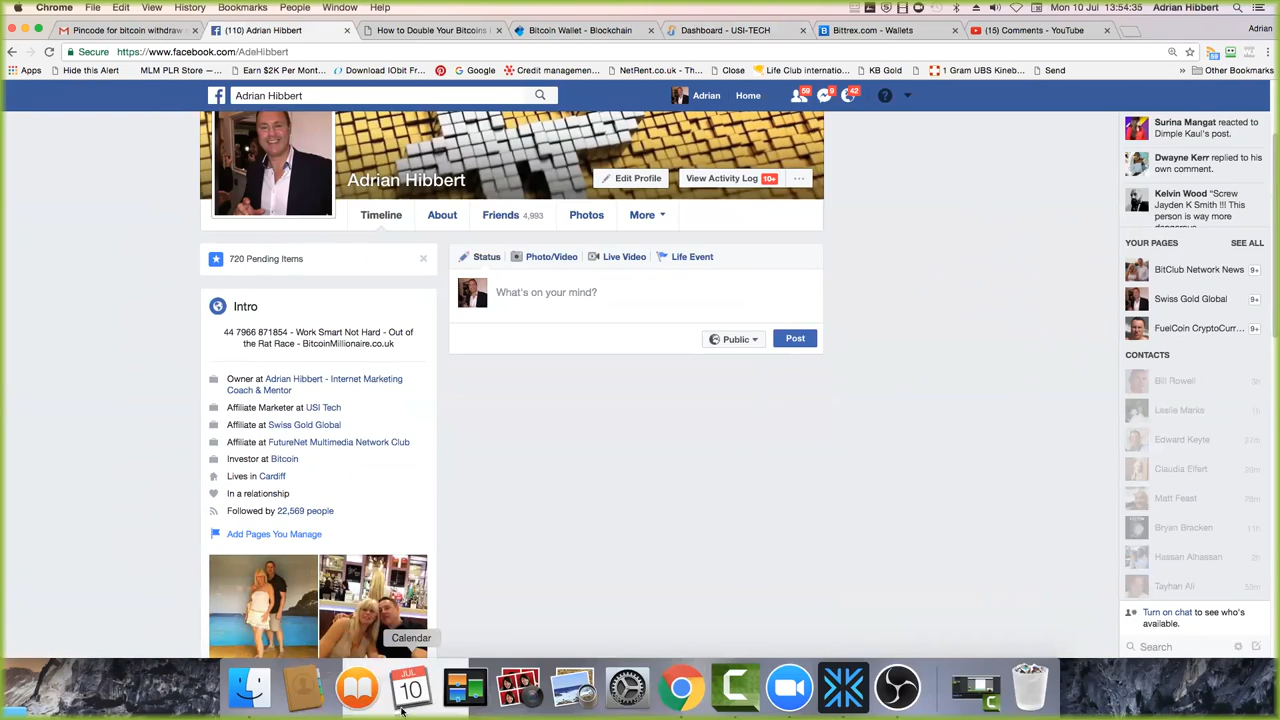 Chrome File Edit View History Bookmarks People Window Help
Mon 10 Jul 15:54:35 Adrian Hibbert
Pincode for bitcoin withdraw
(110) Adrian Hibbert
How to Double Your Bitcoins
Bitcoin Wallet - Blockchain
Dashboard - USI-TECH
Bittrex.com - Wallets
(15) Comments - YouTube
Adrian
Secure https://www.facebook.com/AdeHibbert
Apps Hide this Alert MLM PLR Store Earn $2K Per Mont Download IObit Fr Google Credit managemen... NetRent.co.uk - Th... Close Life Club internatio... KB Gold 1 Gram UBS Kineb... Send Other Bookmarks
Adrian Hibbert
Adrian Home 59 9 42
Adrian Hibbert
Edit Profile View Activity Log 10+ ...
Timeline About Friends 4,993 Photos More
720 Pending Items
Status Photo/Video Live Video Life Event
What's on your mind?
Public Post
Intro
44 7966 871854 - Work Smart Not Hard - Out of
the Rat Race - BitcoinMillionaire.co.uk
Owner at Adrian Hibbert - Internet Marketing
Coach & Mentor
Affiliate Marketer at USI Tech
Affiliate at Swiss Gold Global
Affiliate at FutureNet Multimedia Network Club
Investor at Bitcoin
Lives in Cardiff
In a relationship
Followed by 22,569 people
Add Pages You Manage
Surina Mangat reacted to
Dimple Kaul's post.
Dwayne Kerr replied to his
own comment.
Kelvin Wood "Screw
Jayden K Smith !!! This
person is way more
YOUR PAGES SEE ALL
BitClub Network News 9+
Swiss Gold Global 9+
FuelCoin CryptoCurr... 9+
CONTACTS
Bill Rowell 3h
Leslie Marks 1h
Edward Keyte
Claudia Elfert
Matt Feast
Bryan Bracken 11h
Hassan Alhassan 2h
Tayhan Ali
Turn on chat to see who's
available.
Search
Calendar
JUL
10